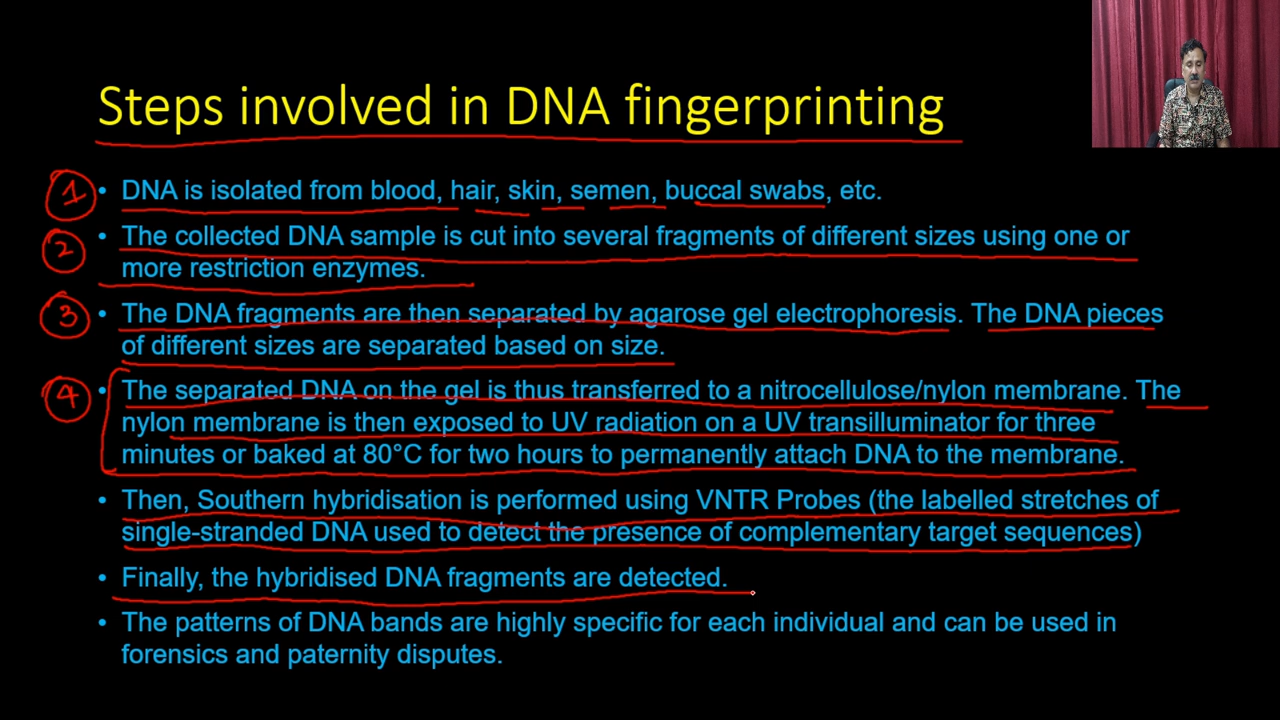 Steps involved in DNA fingerprinting
1 • DNA is isolated from blood, hair, skin, semen, buccal swabs, etc.
2 • The collected DNA sample is cut into several fragments of different sizes using one or
more restriction enzymes.
3 • The DNA fragments are then separated by agarose gel electrophoresis. The DNA pieces
of different sizes are separated based on size.
4 • The separated DNA on the gel is thus transferred to a nitrocellulose/nylon membrane. The
nylon membrane is then exposed to UV radiation on a UV transilluminator for three
minutes or baked at 80°C for two hours to permanently attach DNA to the membrane.
• Then, Southern hybridisation is performed using VNTR Probes (the labelled stretches of
single-stranded DNA used to detect the presence of complementary target sequences)
• Finally, the hybridised DNA fragments are detected.
• The patterns of DNA bands are highly specific for each individual and can be used in
forensics and paternity disputes.